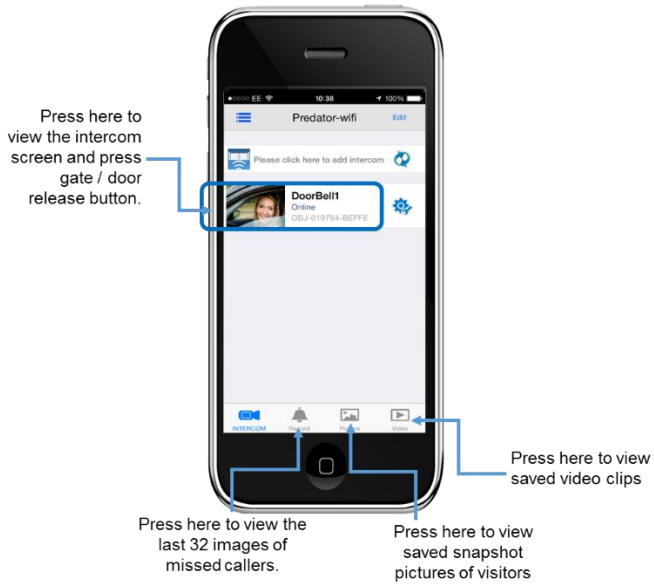 EE 10:38 100%
Predator-wifi Edit
Please click here to add intercom
DoorBell1
Online
OBJ-019794-BEFFE
INTERCOM Record Picture Video
Press here to
view the intercom
screen and press
gate / door
release button.
Press here to view
saved video clips
Press here to view the
last 32 images of
missed callers.
Press here to view
saved snapshot
pictures of visitors